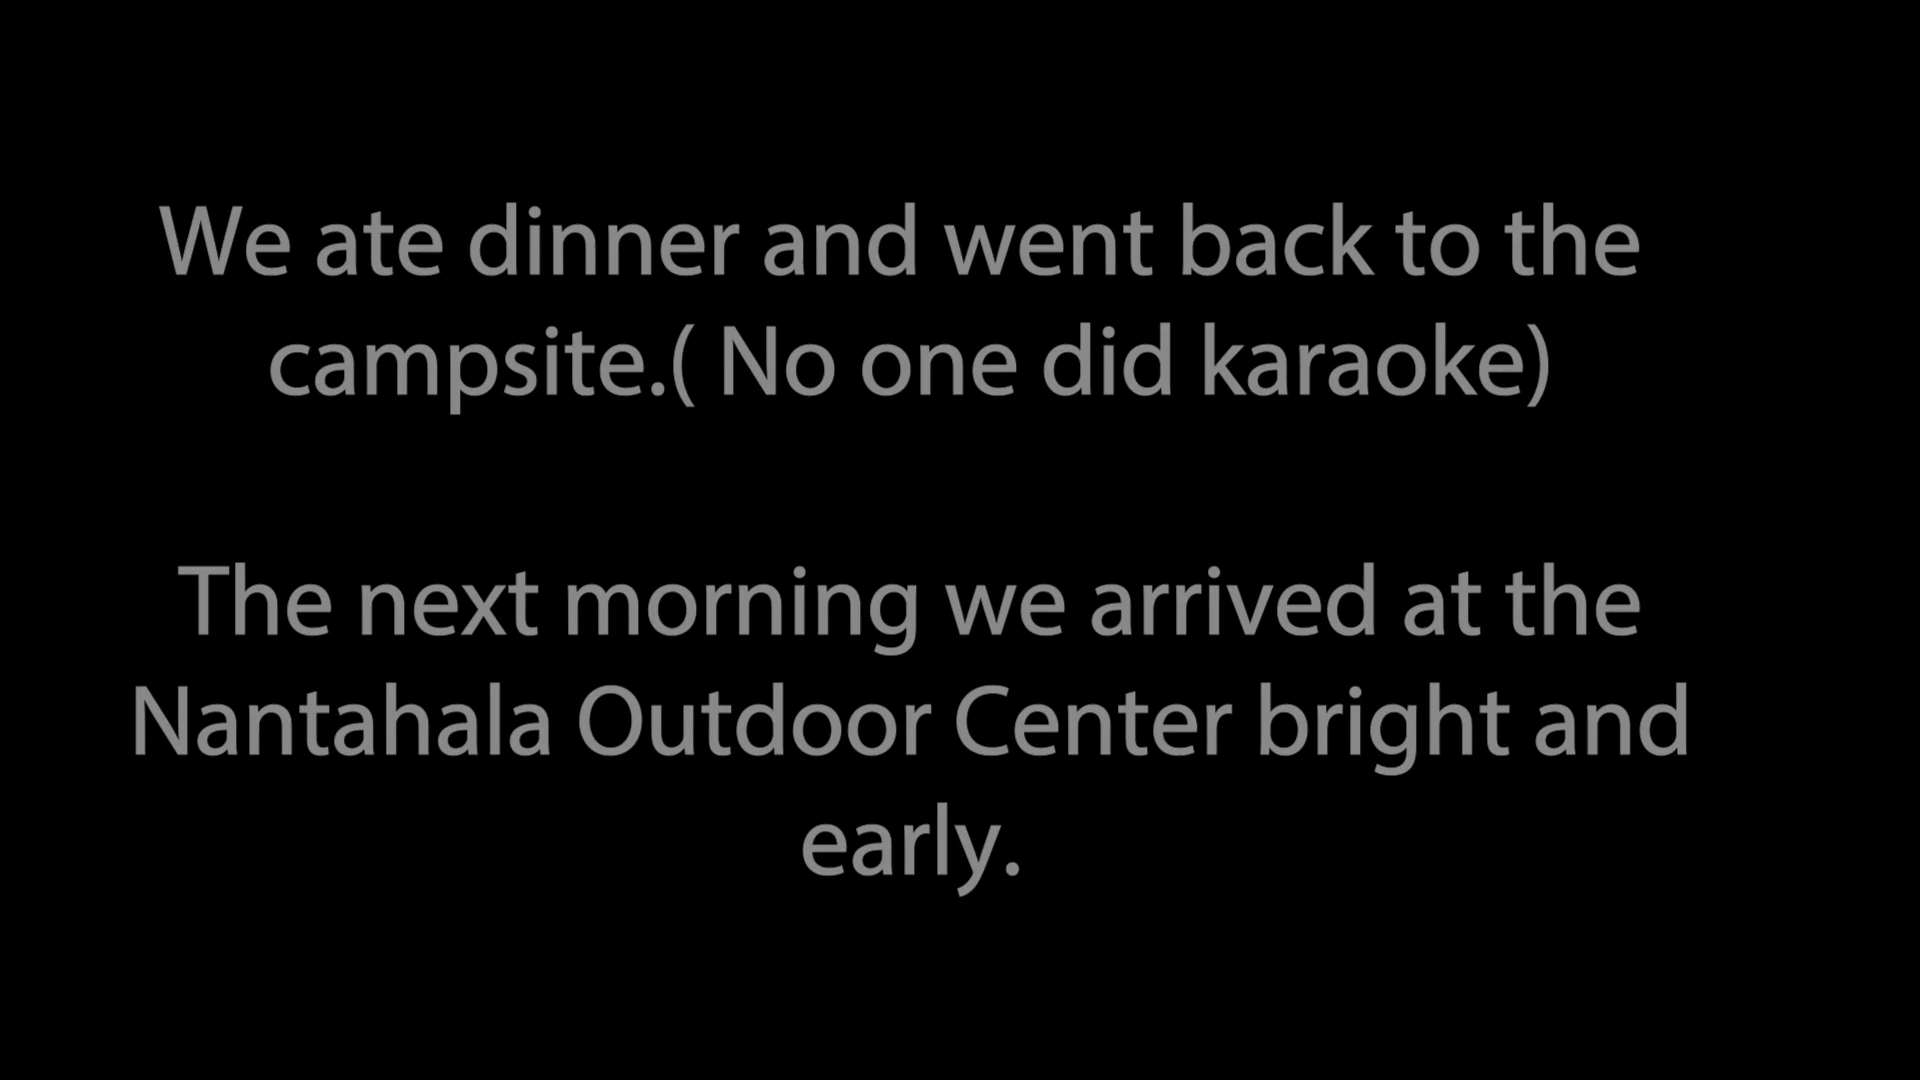 We ate dinner and went back to the
campsite.( No one did karaoke)
The next morning we arrived at the
Nantahala Outdoor Center bright and
early.